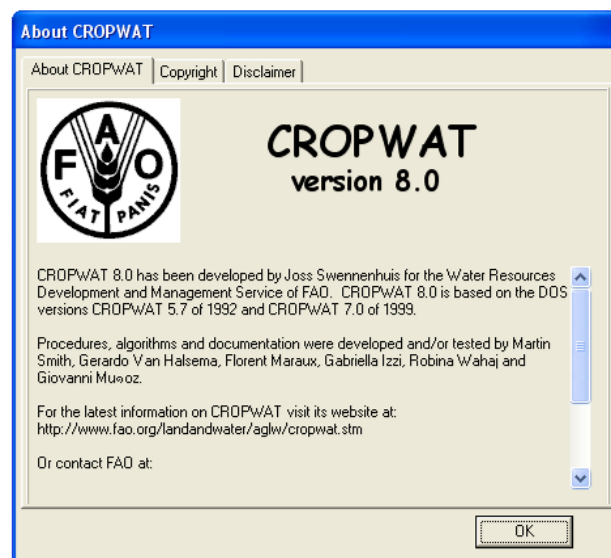 About CROPWAT
About CROPWAT
Copyright
Disclaimer
F A O
FIAT PANIS
CROPWAT
version 8.0
CROPWAT 8.0 has been developed by Joss Swennenhuis for the Water Resources
Development and Management Service of FAO. CROPWAT 8.0 is based on the DOS
versions CROPWAT 5.7 of 1992 and CROPWAT 7.0 of 1999.
Procedures, algorithms and documentation were developed and/or tested by Martin
Smith, Gerardo Van Halsema, Florent Maraux, Gabriella Izzi, Robina Wahaj and
Giovanni
For the latest information on CROPWAT visit its website at:
http://www.fao.org/landandwater/aglw/cropwat.stm
Or contact FAO at:
OK